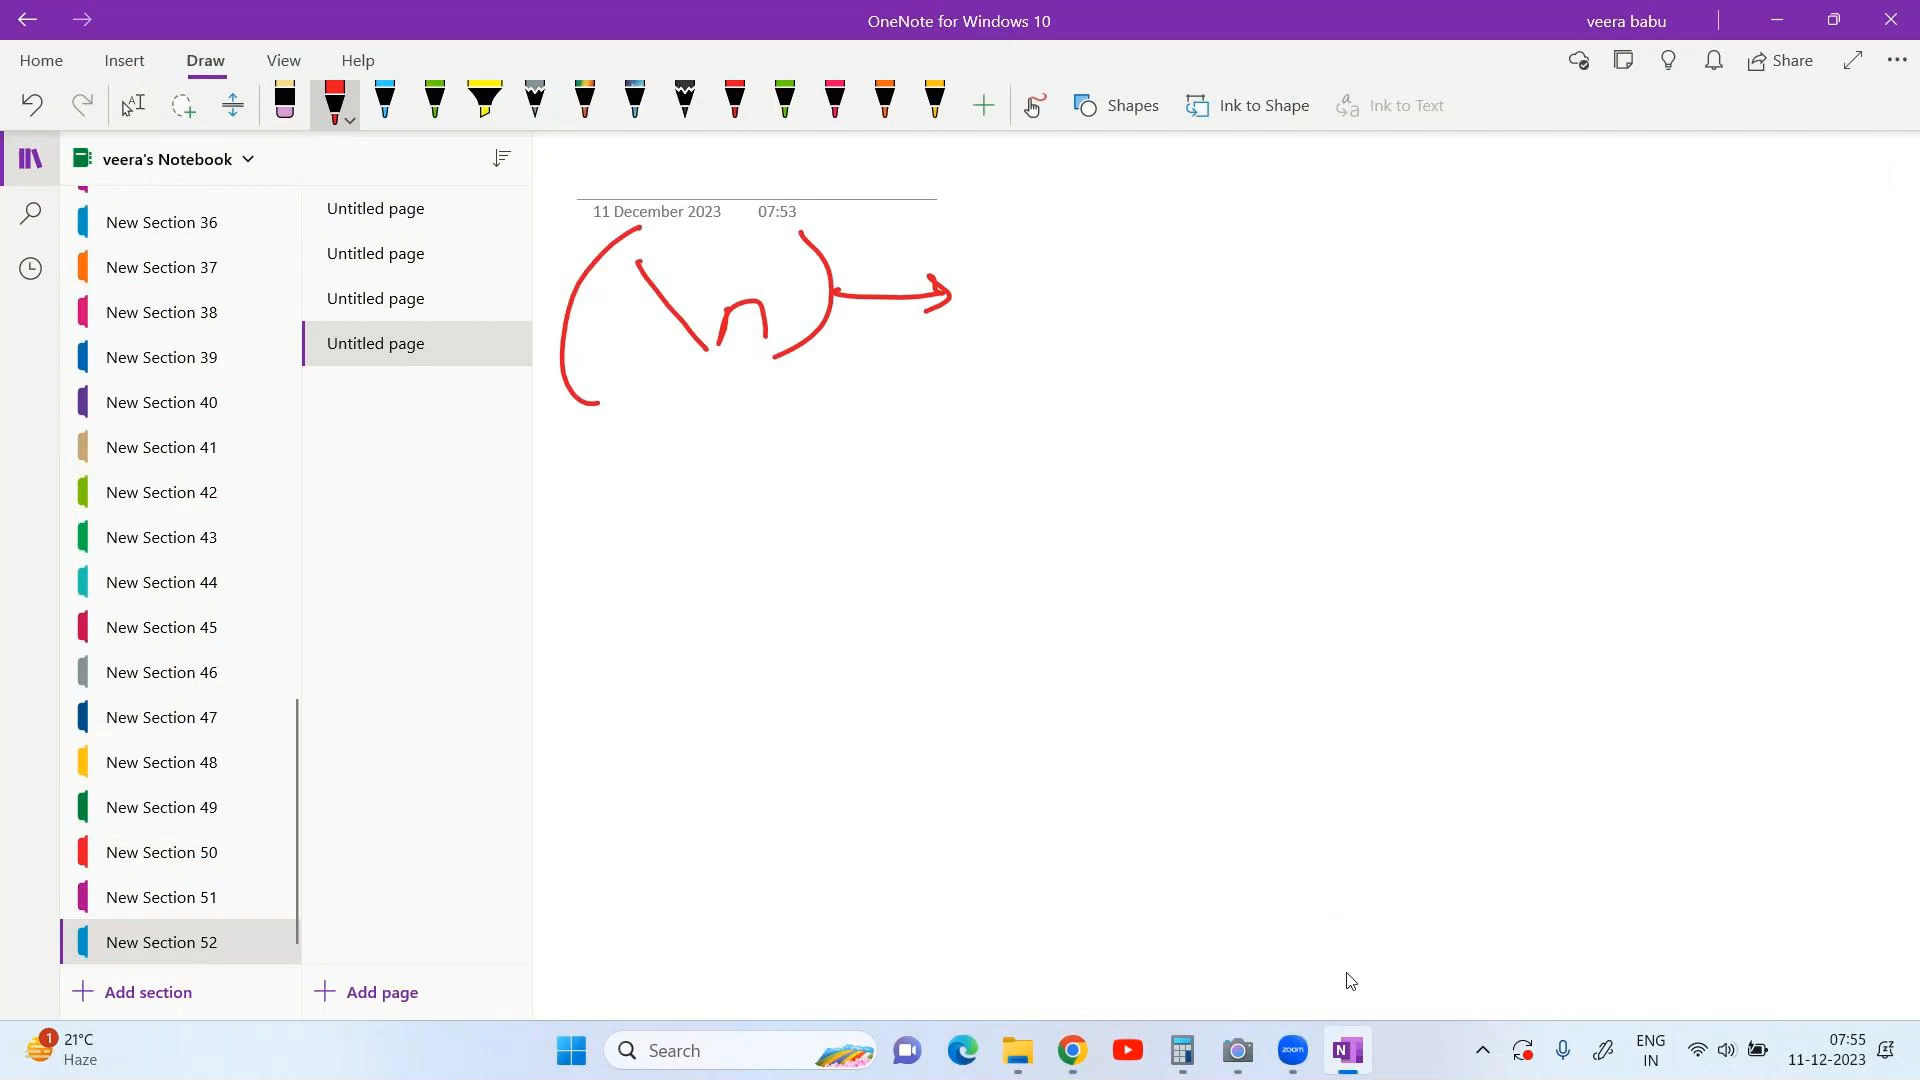 OneNote for Windows 10
veera babu
Home
Insert
Draw
View
Help
Share
Shapes
Ink to Shape
Ink to Text
veera's Notebook
New Section 36
New Section 37
New Section 38
New Section 39
New Section 40
New Section 41
New Section 42
New Section 43
New Section 44
New Section 45
New Section 46
New Section 47
New Section 48
New Section 49
New Section 50
New Section 51
New Section 52
Add section
Untitled page
Untitled page
Untitled page
Untitled page
Add page
11 December 2023 07:53
(\n)→
1
21°C
Haze
Search
zoom
ENG
IN
07:55
11-12-2023